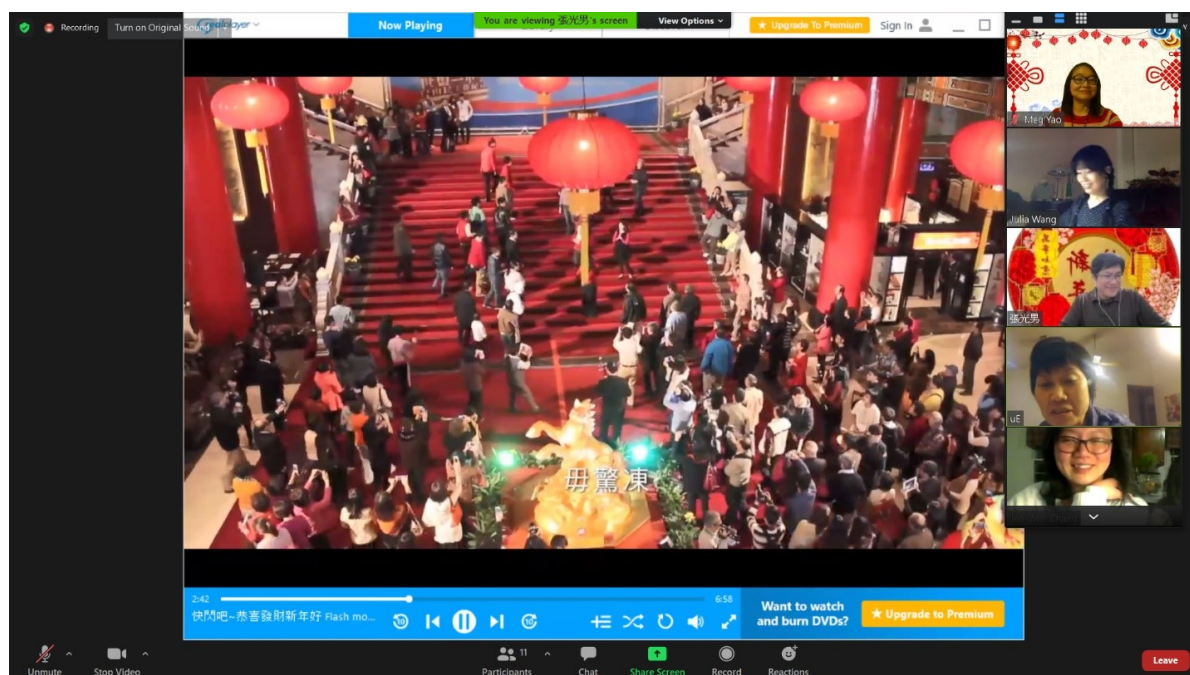 Recording
Turn on Original Sound
Now Playing
You are viewing 張光男's screen
View Options
Upgrade To Premium
Sign In
Meg Yao
Julia Wang
張光男
uE
毋驚凍
2:42
6:58
快閃吧~恭喜發財新年好 Flash mo...
10
10
Want to watch
and burn DVDs?
Upgrade to Premium
Unmute
Stop Video
Participants
11
Chat
Share Screen
Record
Reactions
Leave